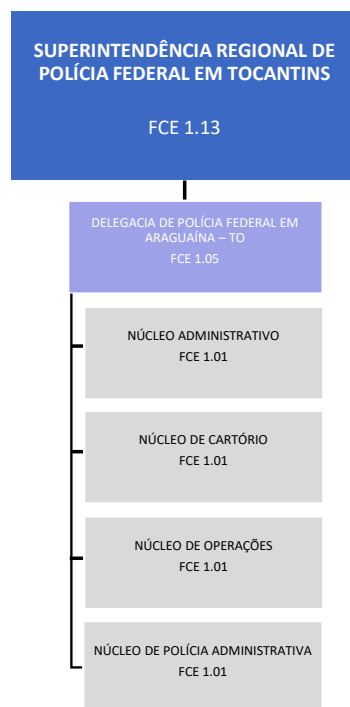 SUPERINTENDÊNCIA REGIONAL DE
POLÍCIA FEDERAL EM TOCANTINS
FCE 1.13
DELEGACIA DE POLÍCIA FEDERAL EM
ARAGUAÍNA – TO
FCE 1.05
NÚCLEO ADMINISTRATIVO
FCE 1.01
NÚCLEO DE CARTÓRIO
FCE 1.01
NÚCLEO DE OPERAÇÕES
FCE 1.01
NÚCLEO DE POLÍCIA ADMINISTRATIVA
FCE 1.01